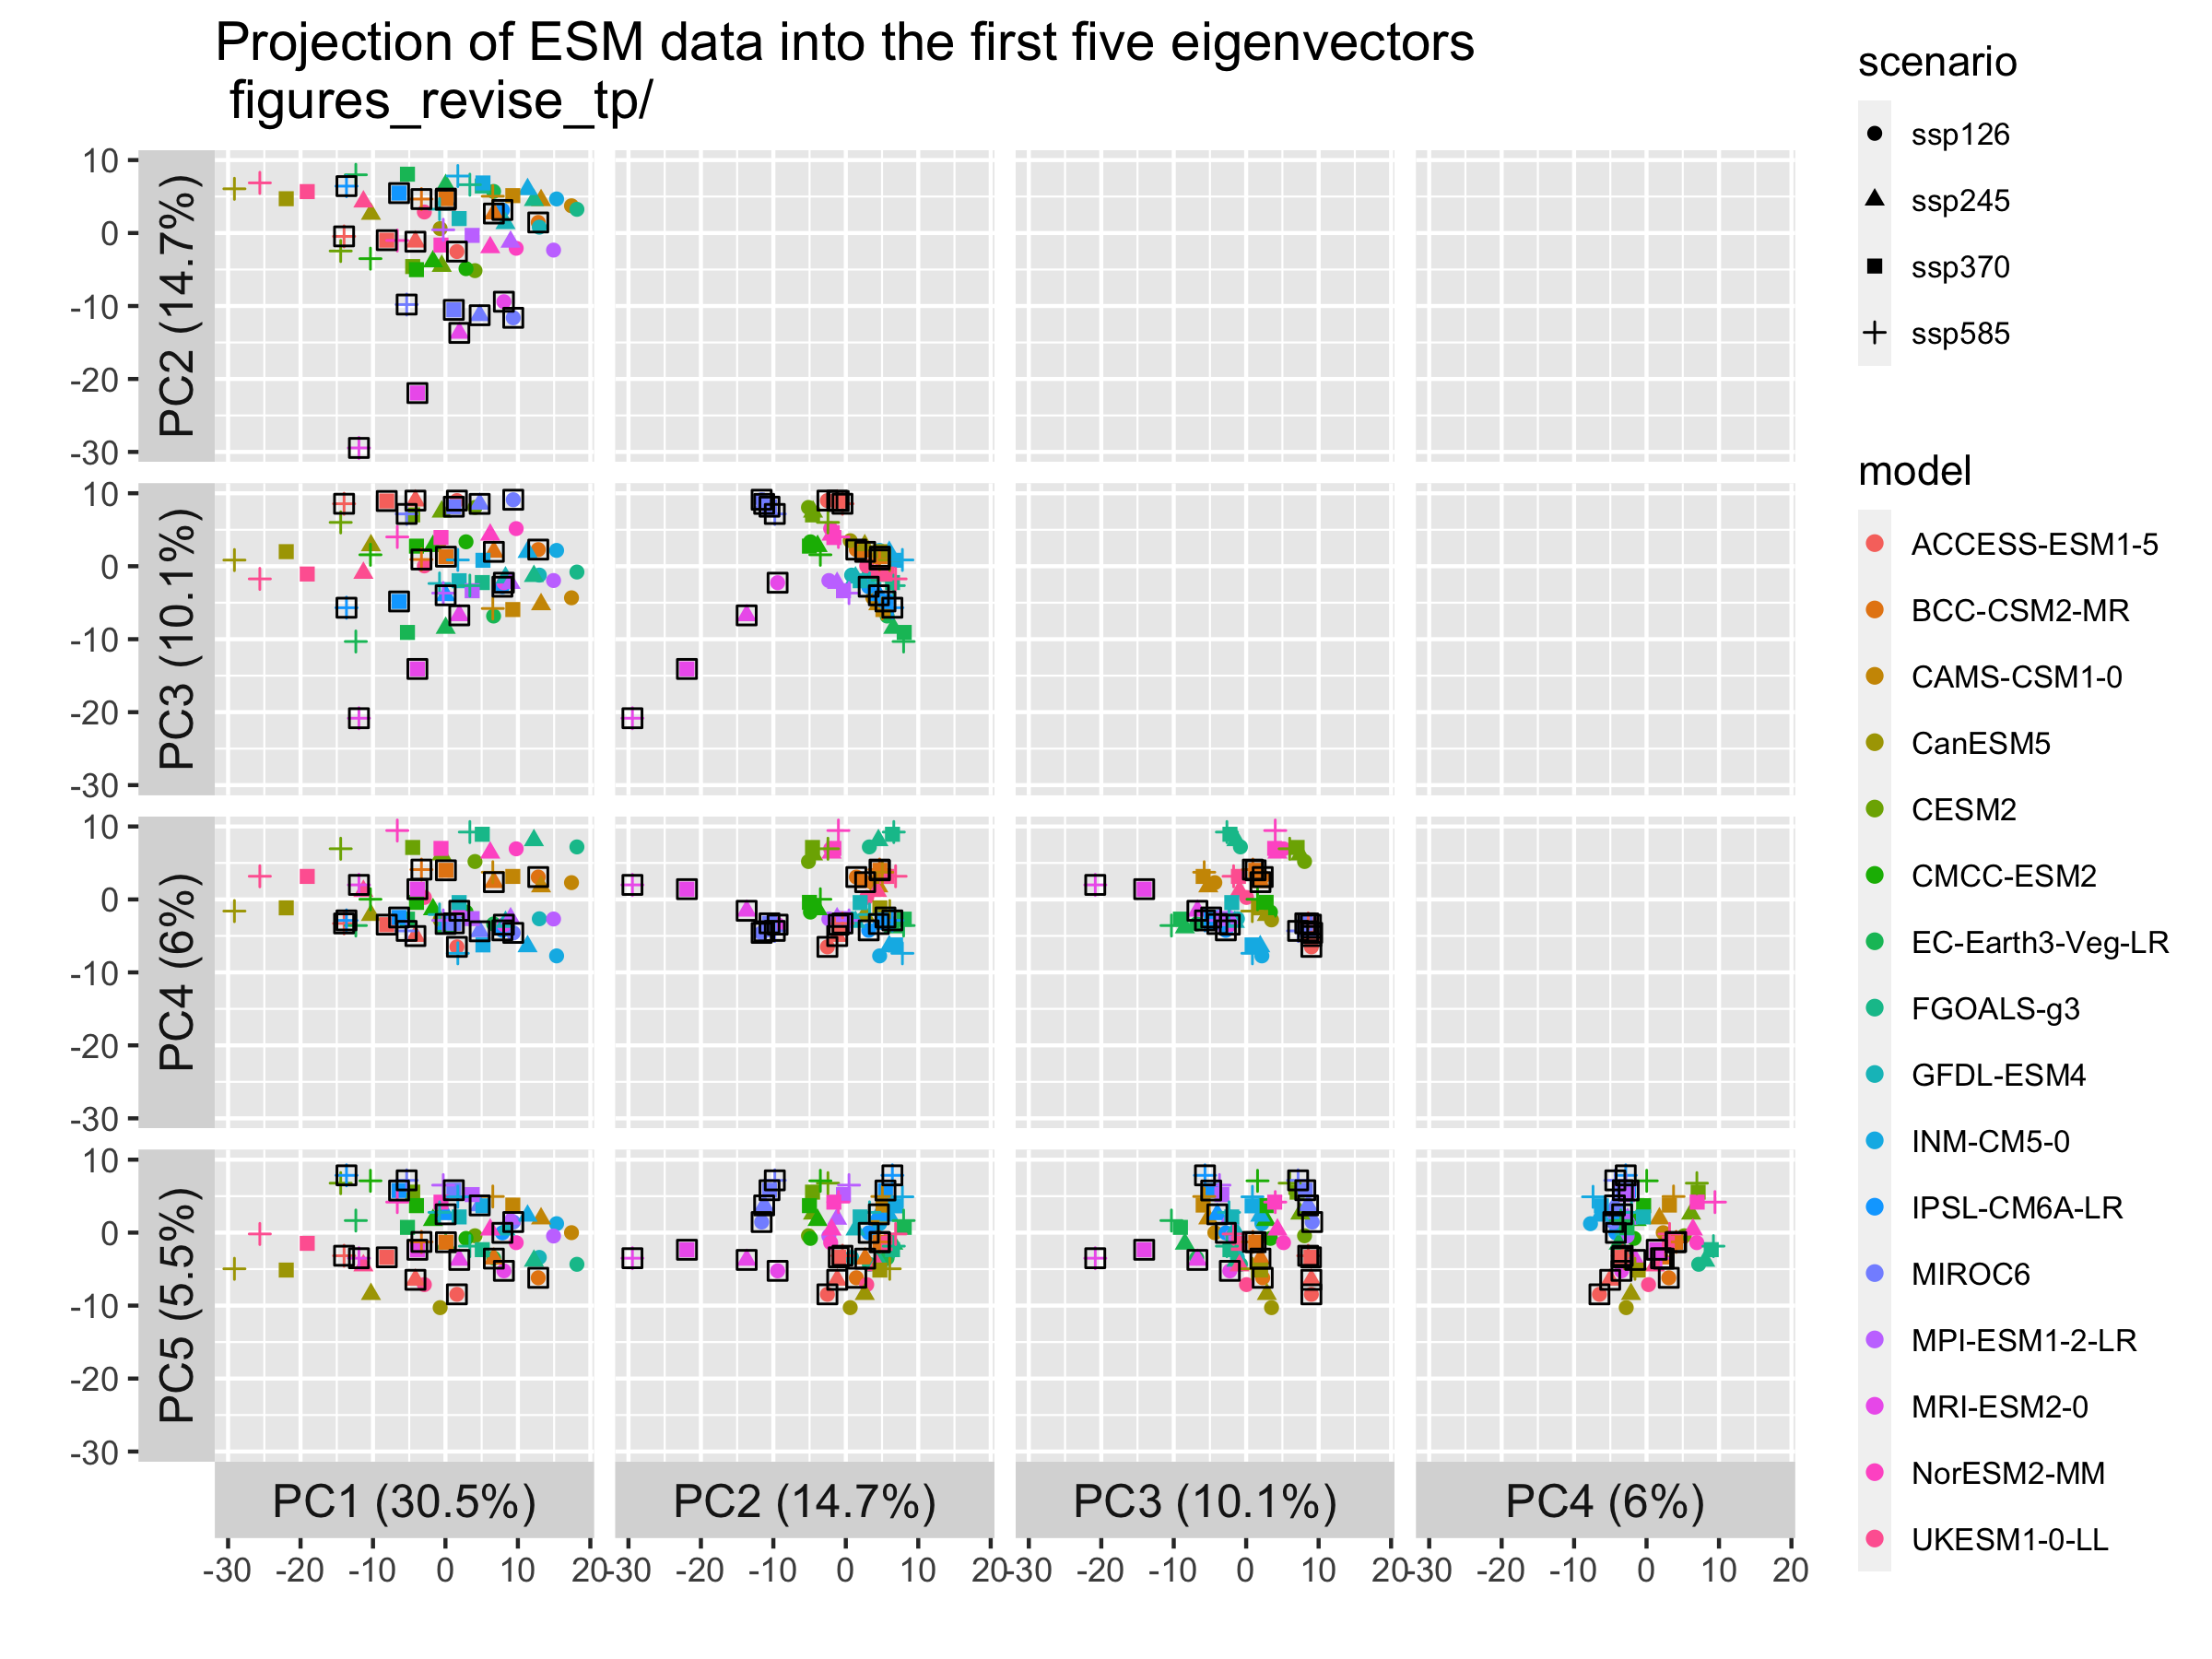 Projection of ESM data into the first five eigenvectors
figures_revise_tp/
scenario
ssp126
ssp245
ssp370
ssp585
model
ACCESS-ESM1-5
BCC-CSM2-MR
CAMS-CSM1-0
CanESM5
CESM2
CMCC-ESM2
EC-Earth3-Veg-LR
FGOALS-g3
GFDL-ESM4
INM-CM5-0
IPSL-CM6A-LR
MIROC6
MPI-ESM1-2-LR
MRI-ESM2-0
NorESM2-MM
UKESM1-0-LL
PC2 (14.7%)
10
0
-10
-20
-30
PC3 (10.1%)
10
0
-10
-20
-30
PC4 (6%)
10
0
-10
-20
-30
PC5 (5.5%)
10
0
-10
-20
-30
PC1 (30.5%) PC2 (14.7%) PC3 (10.1%) PC4 (6%)
-30 -20 -10 0 10 20 -30 -20 -10 0 10 -30 -20 -10 0 10 20 -30 -20 -10 0 10 20